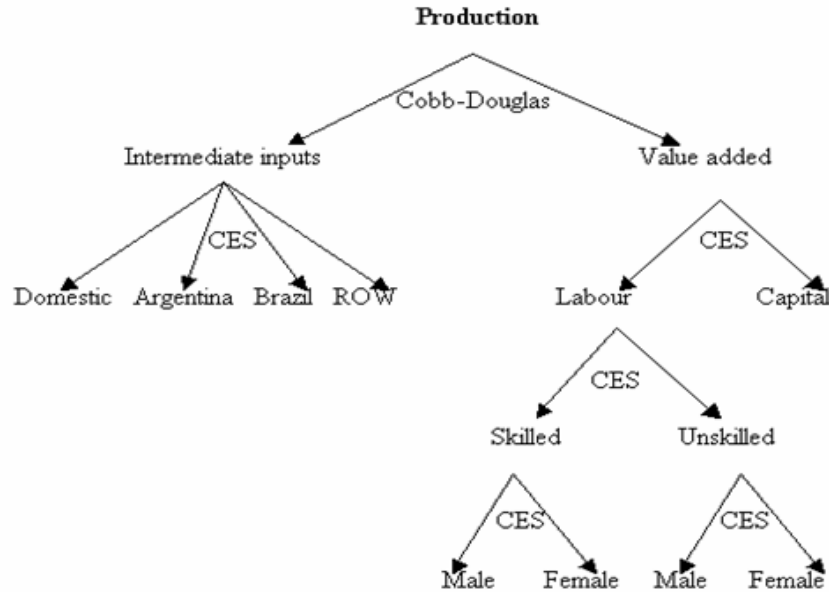 Production
Cobb-Douglas
Intermediate inputs Value added
CES CES
Domestic Argentina Brazil ROW Labour Capital
CES
Skilled Unskilled
CES CES
Male Female Male Female